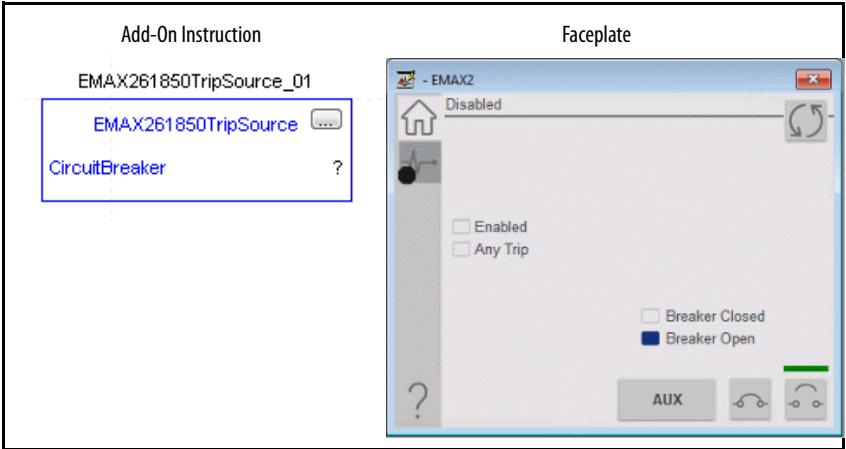 Add-On Instruction
Faceplate
EMAX261850TripSource_01
EMAX261850TripSource ...
CircuitBreaker ?
- EMAX2
Disabled
Enabled
Any Trip
Breaker Closed
Breaker Open
?
AUX